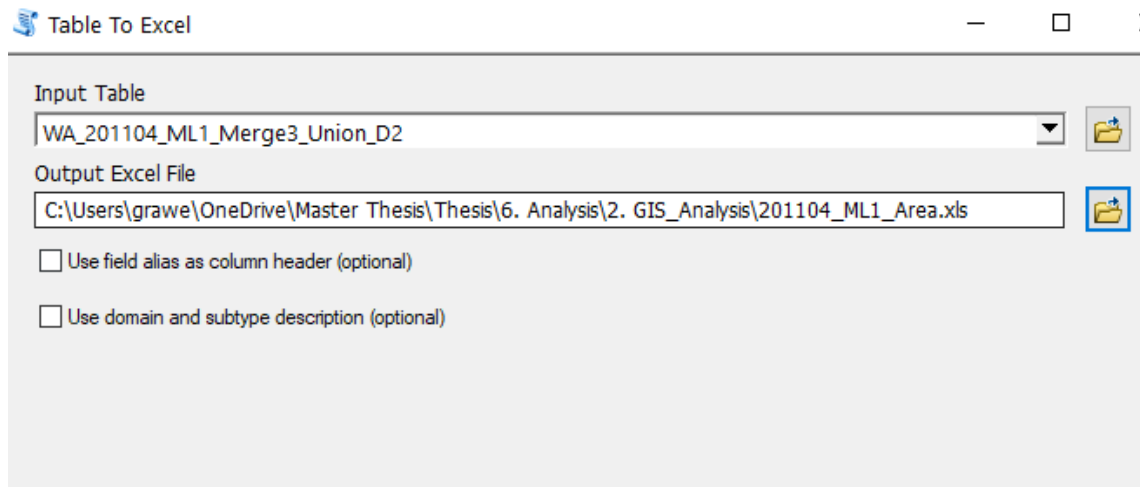 Table To Excel
Input Table
WA_201104_ML1_Merge3_Union_D2
Output Excel File
C:\Users\grawe\OneDrive\Master Thesis\Thesis\6. Analysis\2. GIS_Analysis\201104_ML1_Area.xls
Use field alias as column header (optional)
Use domain and subtype description (optional)